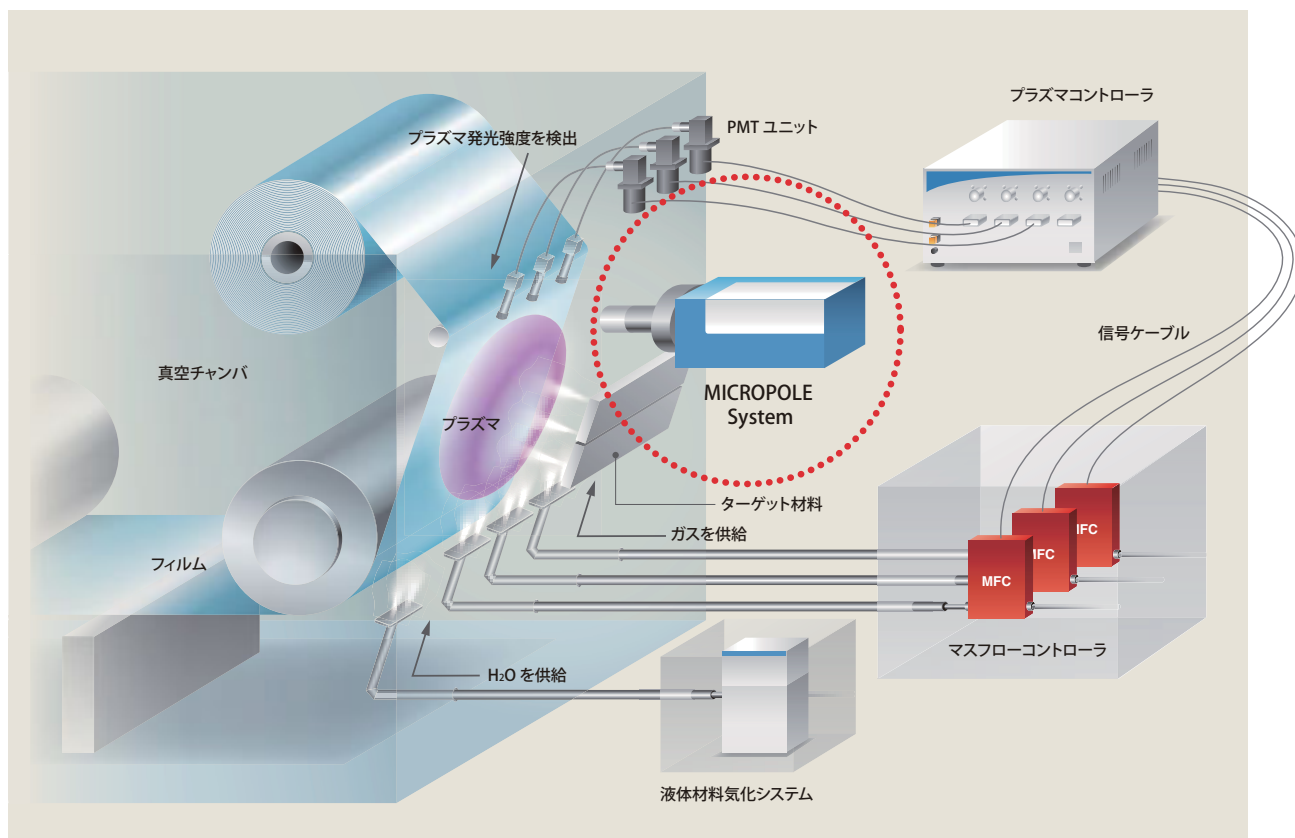 プラズマコントローラ
プラズマ発光強度を検出
PMT ユニット
信号ケーブル
真空チャンバ
MICROPOLE
System
プラズマ
ターゲット材料
ガスを供給
フィルム
MFC
MFC
MFC
マスフローコントローラ
H₂O を供給
液体材料気化システム